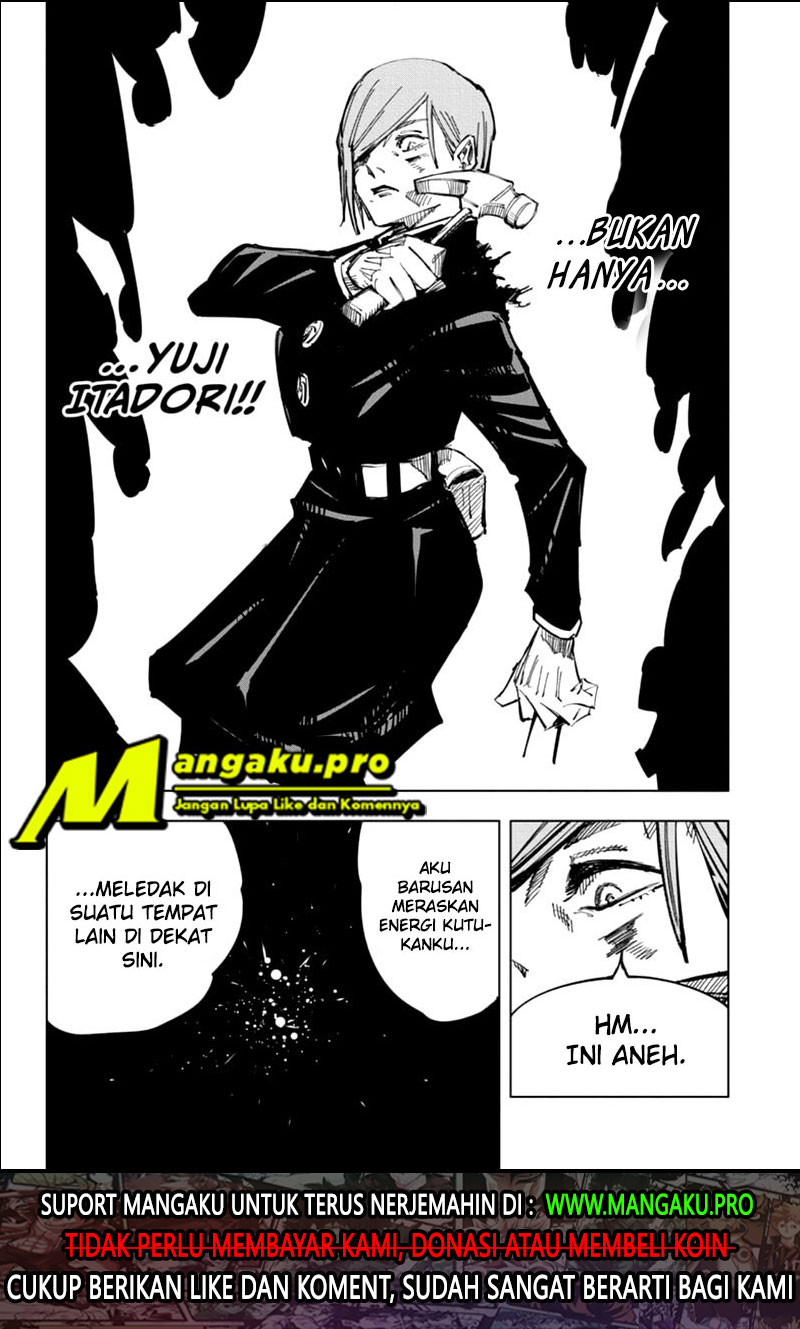 ...BUKAN
HANYA...
...YUJI
ITADORI!!
Mangaku.pro
Jangan Lupa Like dan Komennya
HM...
INI ANEH.
AKU
BARUSAN
MERASKAN
ENERGI KUTU-
KANKU...
...MELEDAK DI
SUATU TEMPAT
LAIN DI DEKAT
SINI.
SUPORT MANGAKU UNTUK TERUS NERJEMAHIN DI : WWW.MANGAKU.PRO
TIDAK PERLU MEMBAYAR KAMI, DONASI ATAU MEMBELI KOIN
CUKUP BERIKAN LIKE DAN KOMENT, SUDAH SANGAT BERARTI BAGI KAMI